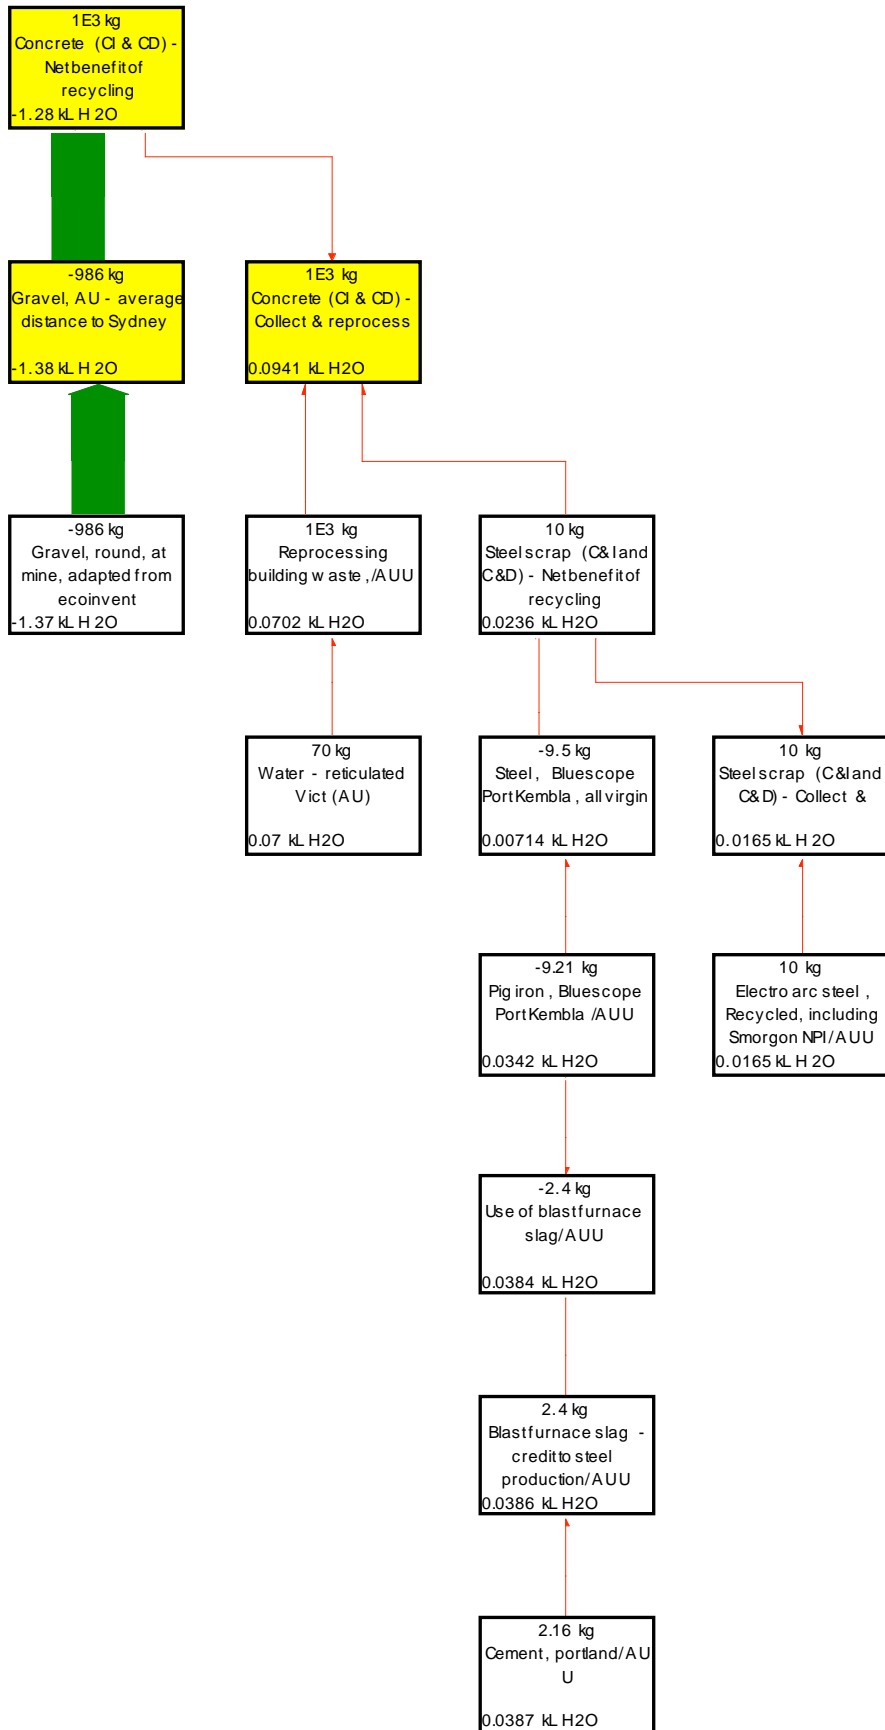 1E3 kg
Concrete (CI & CD) -
Net benefit of
recycling
-1.28 kL H2O
-986 kg
Gravel, AU - average
distance to Sydney
-1.38 kL H2O
1E3 kg
Concrete (CI & CD) -
Collect & reprocess
0.0941 kL H2O
-986 kg
Gravel, round, at
mine, adapted from
ecoinvent
-1.37 kL H2O
1E3 kg
Reprocessing
building waste,/AUU
0.0702 kL H2O
10 kg
Steel scrap (C&I and
C&D) - Net benefit of
recycling
0.0236 kL H2O
70 kg
Water - reticulated
Vict (AU)
0.07 kL H2O
-9.5 kg
Steel, Bluescope
Port Kembla, all virgin
0.00714 kL H2O
10 kg
Steel scrap (C&I and
C&D) - Collect &
0.0165 kL H2O
-9.21 kg
Pig iron, Bluescope
Port Kembla /AUU
0.0342 kL H2O
10 kg
Electro arc steel,
Recycled, including
Smorgon NPI/AUU
0.0165 kL H2O
-2.4 kg
Use of blast furnace
slag/AUU
0.0384 kL H2O
2.4 kg
Blast furnace slag -
credit to steel
production/AUU
0.0386 kL H2O
2.16 kg
Cement, portland/AU
U
0.0387 kL H2O